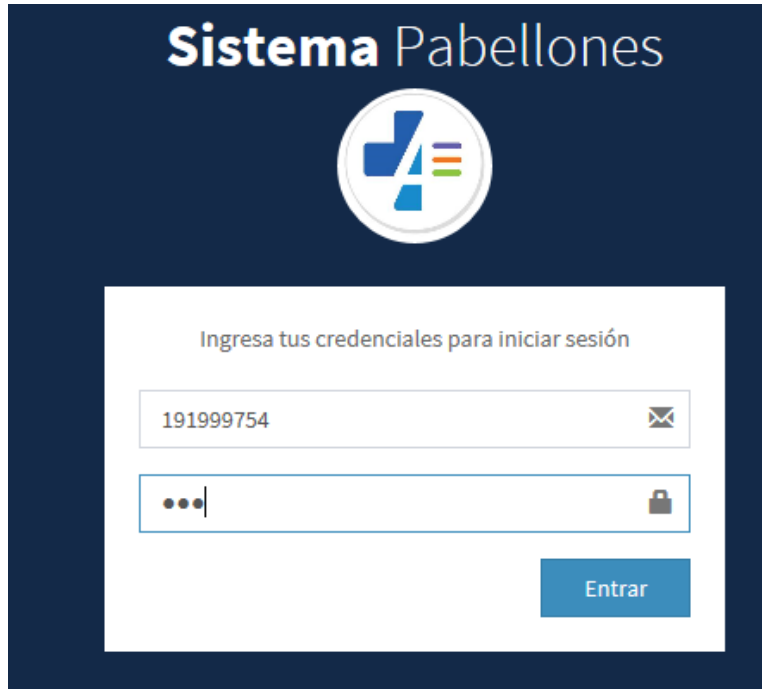 Sistema Pabellones
Ingresa tus credenciales para iniciar sesión
191999754
•••
Entrar